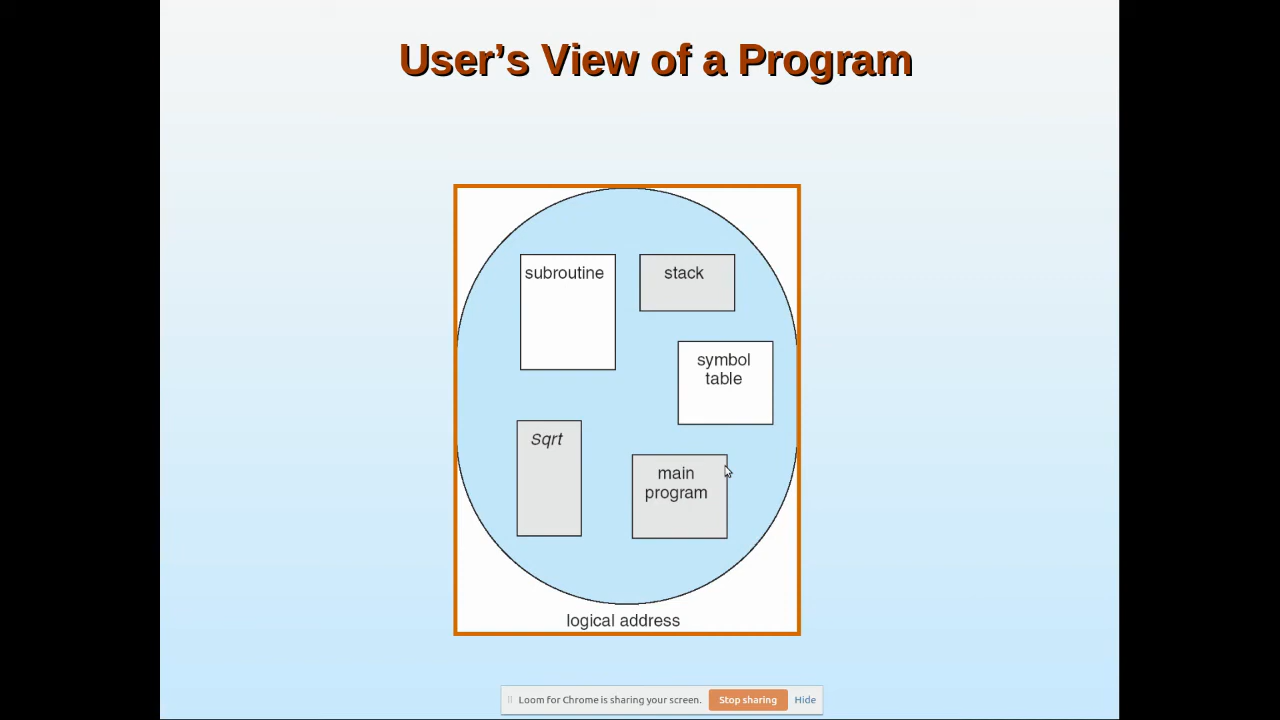 User's View of a Program
subroutine
stack
symbol
table
Sqrt
main
program
logical address
Loom for Chrome is sharing your screen.
Stop sharing
Hide